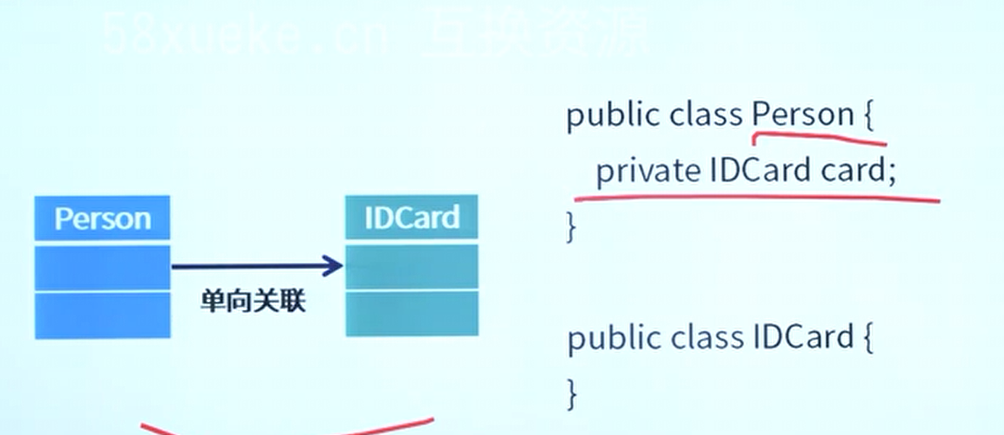 58xueke.cn 互换资源
Person
IDCard
单向关联
public class Person {
private IDCard card;
}
public class IDCard {
}